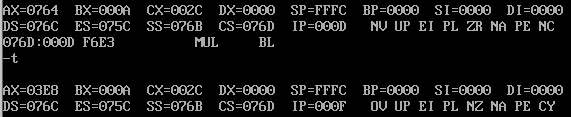 AX=0764 BX=000A CX=002C DX=0000 SP=FFFC BP=0000 SI=0000 DI=0000
DS=076C ES=075C SS=076B CS=076D IP=000D NV UP EI PL ZR NA PE NC
076D:000D F6E3 MUL BL
-t
AX=03E8 BX=000A CX=002C DX=0000 SP=FFFC BP=0000 SI=0000 DI=0000
DS=076C ES=075C SS=076B CS=076D IP=000F OV UP EI PL NZ NA PE CY